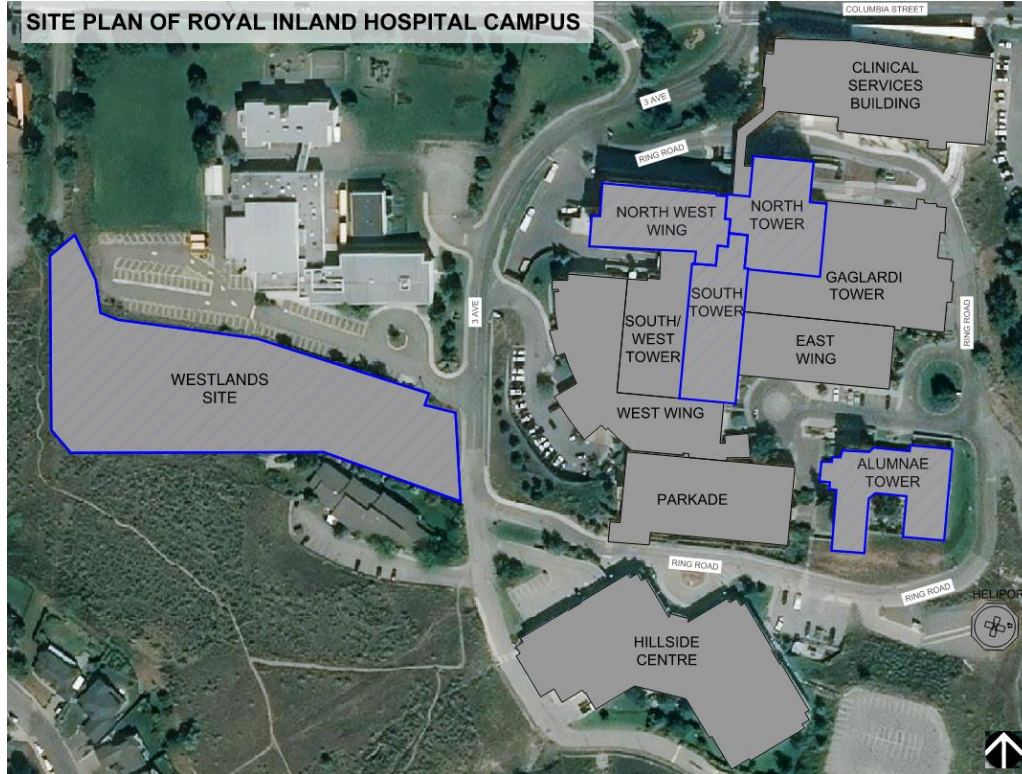 SITE PLAN OF ROYAL INLAND HOSPITAL CAMPUS
COLUMBIA STREET
CLINICAL
SERVICES
BUILDING
3 AVE
RING ROAD
NORTH WEST
WING
NORTH
TOWER
GAGLARDI
TOWER
SOUTH
TOWER
SOUTH/
WEST
TOWER
EAST
WING
RING ROAD
3 AVE
WESTLANDS
SITE
WEST WING
ALUMNAE
TOWER
PARKADE
RING ROAD
RING ROAD
HELIPOR
HILLSIDE
CENTRE